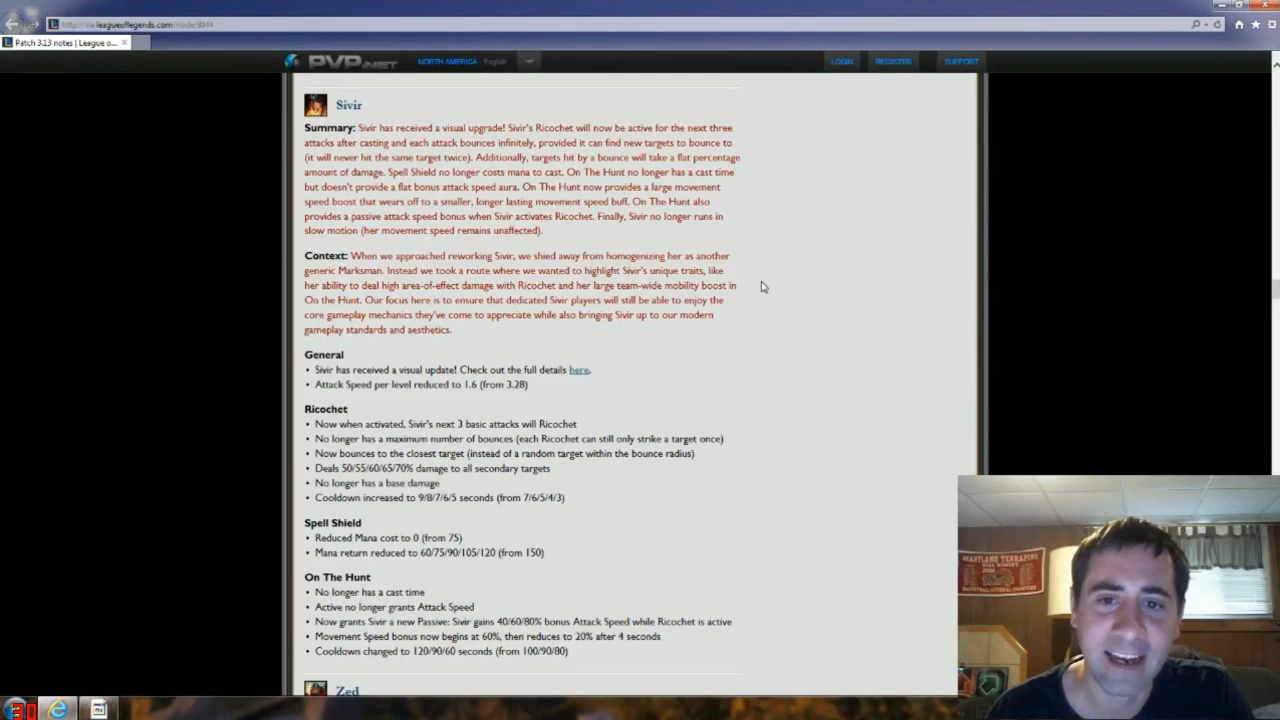 http://na.leagueoflegends.com/node/8044
Patch 3.13 notes | League o...
PVP.NET NORTH AMERICA - English LOGIN REGISTER SUPPORT
Sivir
Summary: Sivir has received a visual upgrade! Sivir's Ricochet will now be active for the next three
attacks after casting and each attack bounces infinitely, provided it can find new targets to bounce to
(it will never hit the same target twice). Additionally, targets hit by a bounce will take a flat percentage
amount of damage. Spell Shield no longer costs mana to cast. On The Hunt no longer has a cast time
but doesn't provide a flat bonus attack speed aura. On The Hunt now provides a large movement
speed boost that wears off to a smaller, longer lasting movement speed buff. On The Hunt also
provides a passive attack speed bonus when Sivir activates Ricochet. Finally, Sivir no longer runs in
slow motion (her movement speed remains unaffected).
Context: When we approached reworking Sivir, we shied away from homogenizing her as another
generic Marksman. Instead we took a route where we wanted to highlight Sivir's unique traits, like
her ability to deal high area-of-effect damage with Ricochet and her large team-wide mobility boost in
On the Hunt. Our focus here is to ensure that dedicated Sivir players will still be able to enjoy the
core gameplay mechanics they've come to appreciate while also bringing Sivir up to our modern
gameplay standards and aesthetics.
General
• Sivir has received a visual update! Check out the full details here.
• Attack Speed per level reduced to 1.6 (from 3.28)
Ricochet
• Now when activated, Sivir's next 3 basic attacks will Ricochet
• No longer has a maximum number of bounces (each Ricochet can still only strike a target once)
• Now bounces to the closest target (instead of a random target within the bounce radius)
• Deals 50/55/60/65/70% damage to all secondary targets
• No longer has a base damage
• Cooldown increased to 9/8/7/6/5 seconds (from 7/6/5/4/3)
Spell Shield
• Reduced Mana cost to 0 (from 75)
• Mana return reduced to 60/75/90/105/120 (from 150)
On The Hunt
• No longer has a cast time
• Active no longer grants Attack Speed
• Now grants Sivir a new Passive: Sivir gains 40/60/80% bonus Attack Speed while Ricochet is active
• Movement Speed bonus now begins at 60%, then reduces to 20% after 4 seconds
• Cooldown changed to 120/90/60 seconds (from 100/90/80)
Zed
MARYLAND TERRAPINS
30